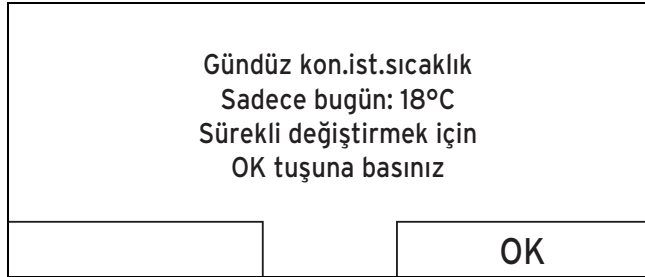 Gündüz kon.ist.sıcaklık
Sadece bugün: 18°C
Sürekli değiştirmek için
OK tuşuna basınız
OK